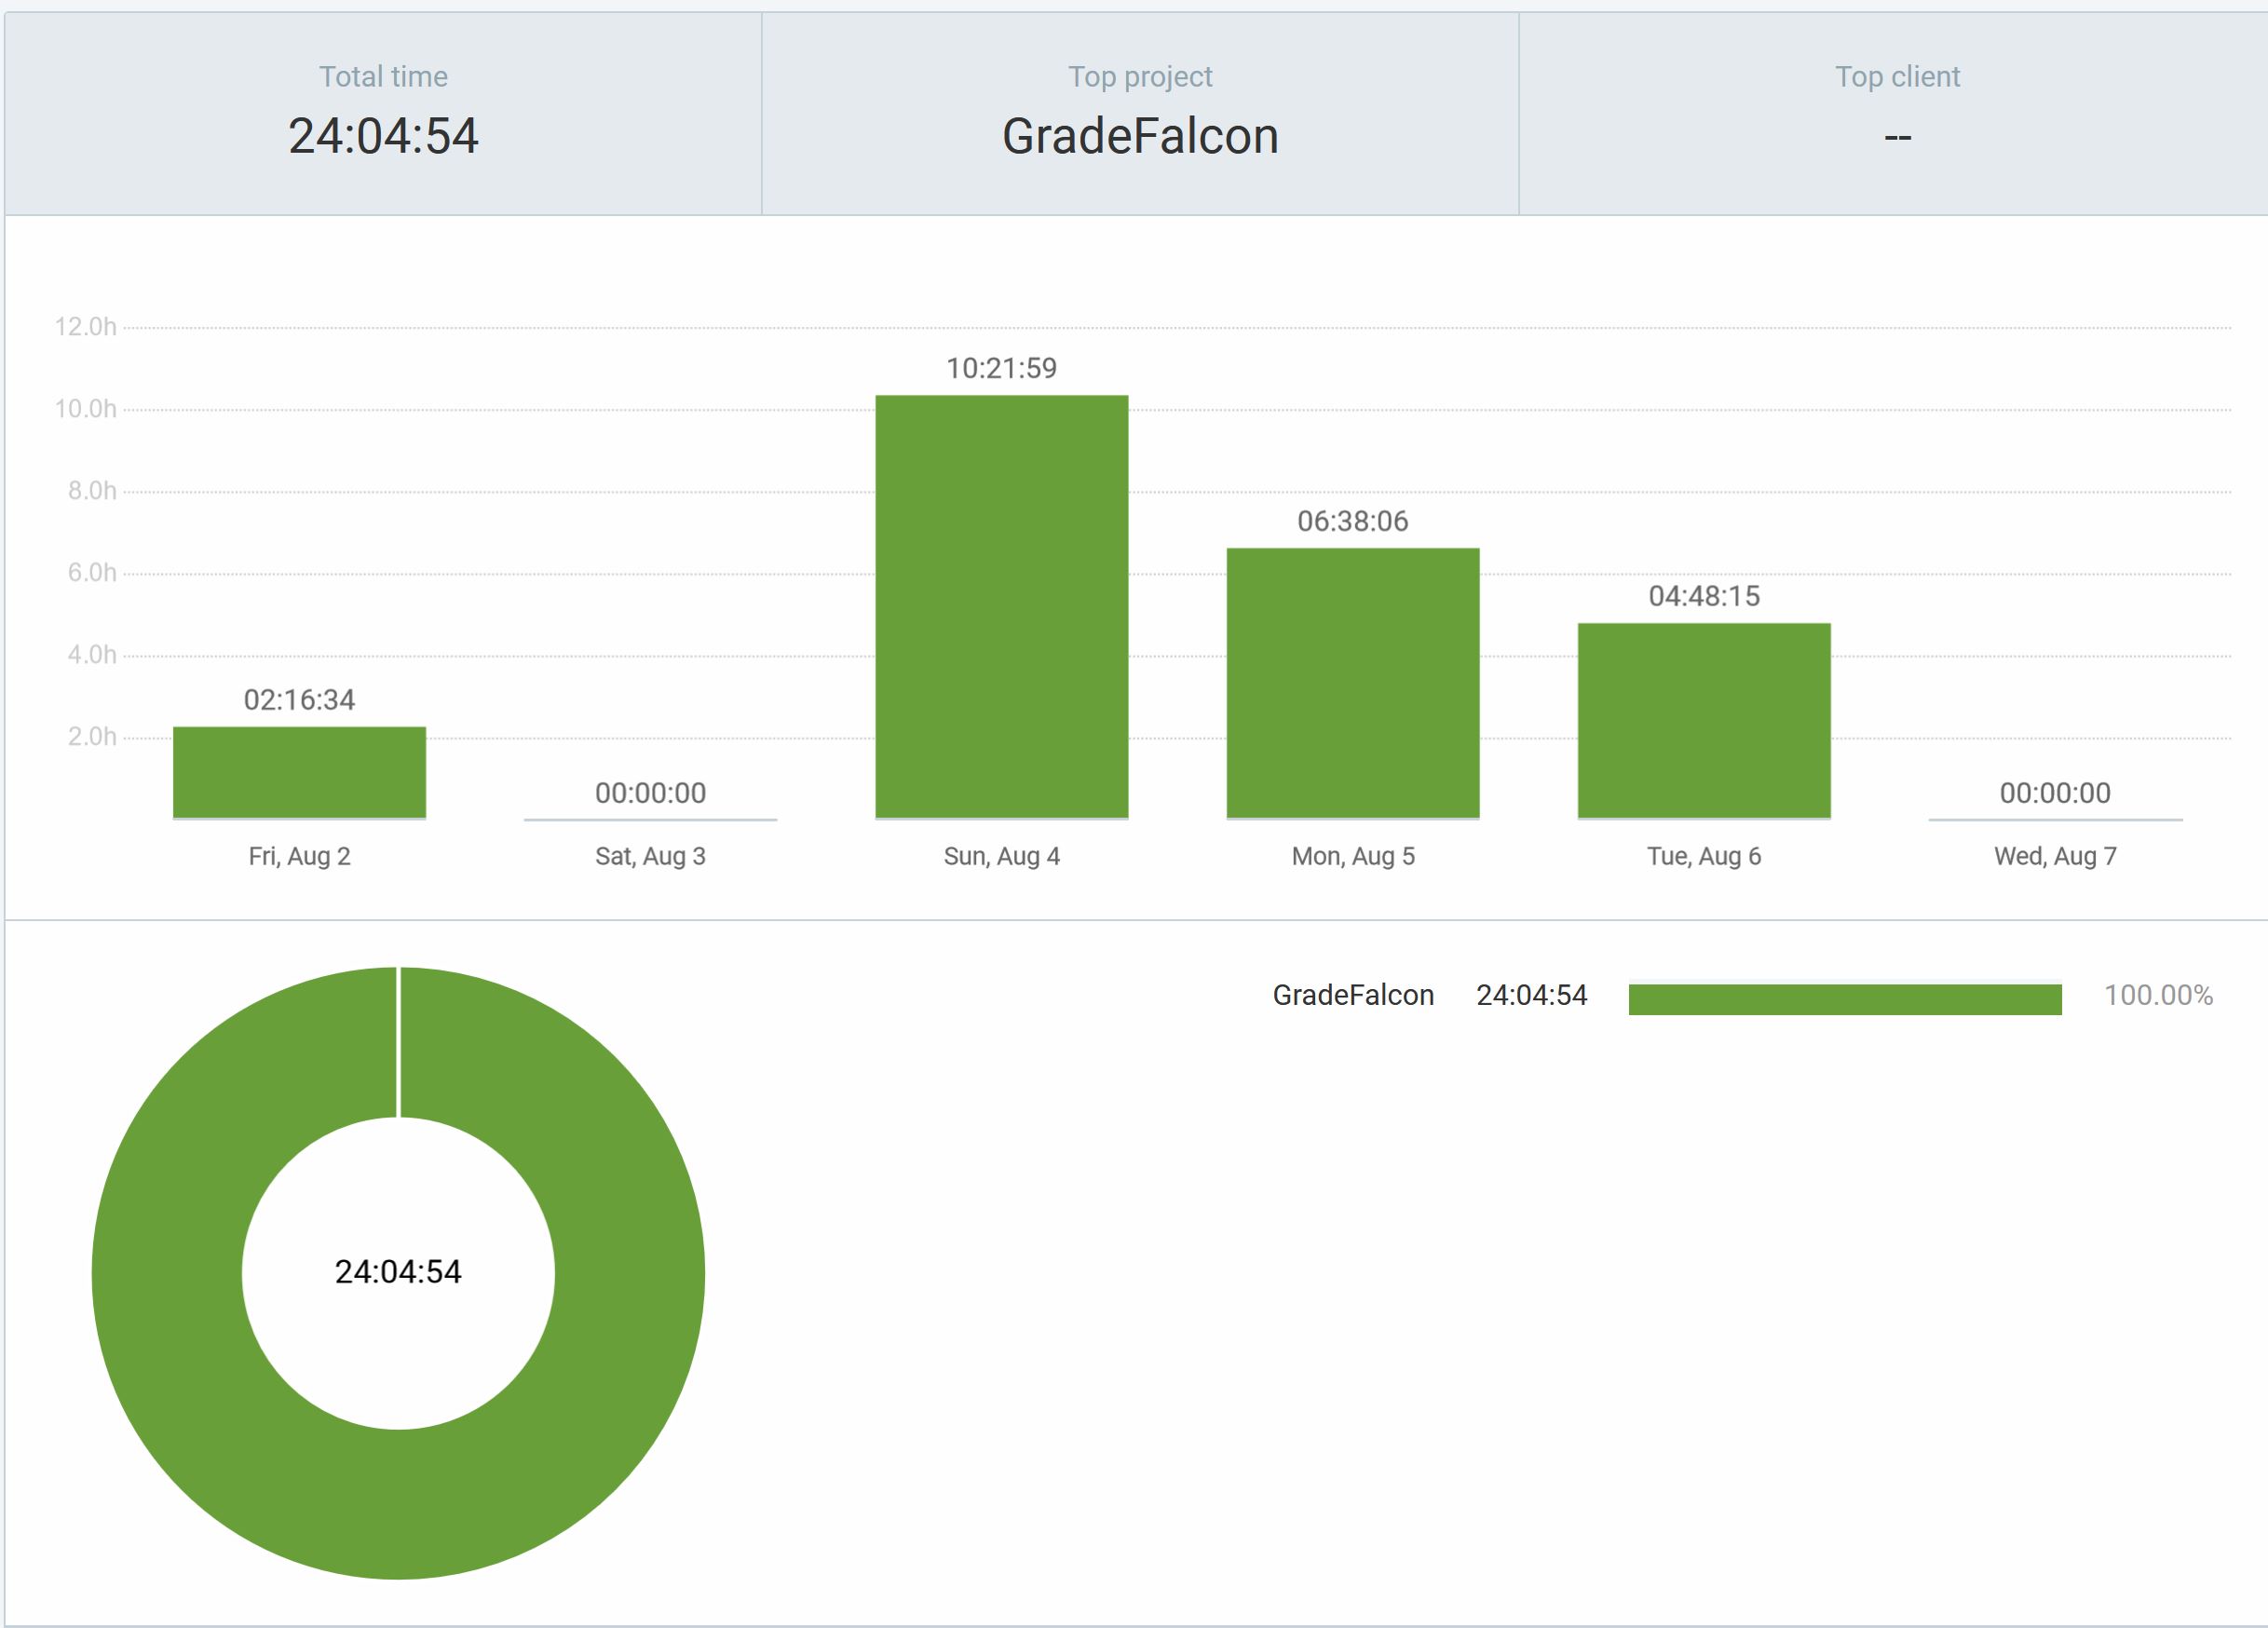 Total time
24:04:54
Top project
GradeFalcon
Top client
--
12.0h
10.0h
8.0h
6.0h
4.0h
2.0h
02:16:34
00:00:00
10:21:59
06:38:06
04:48:15
00:00:00
Fri, Aug 2
Sat, Aug 3
Sun, Aug 4
Mon, Aug 5
Tue, Aug 6
Wed, Aug 7
24:04:54
GradeFalcon 24:04:54 100.00%